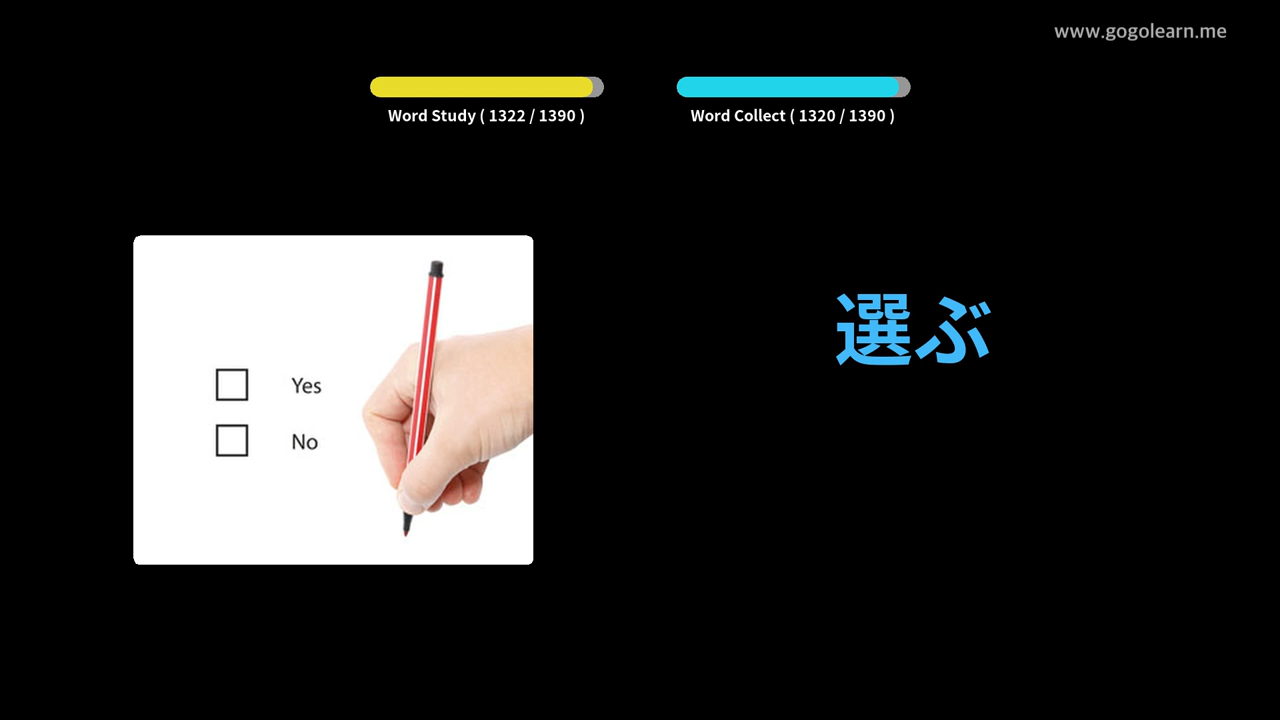 www.gogolearn.me
Word Study ( 1322 / 1390 )
Word Collect ( 1320 / 1390 )
選ぶ
Yes
No